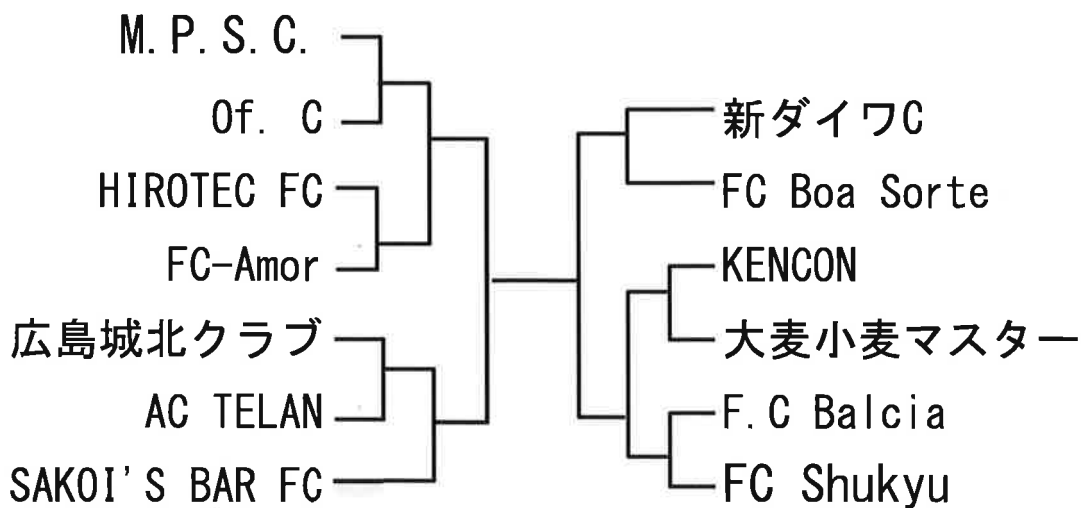 M.P.S.C.
Of. C
HIROTEC FC
FC-Amor
広島城北クラブ
AC TELAN
SAKOI'S BAR FC
新ダイワC
FC Boa Sorte
KENCON
大麦小麦マスター
F.C Balcia
FC Shukyu